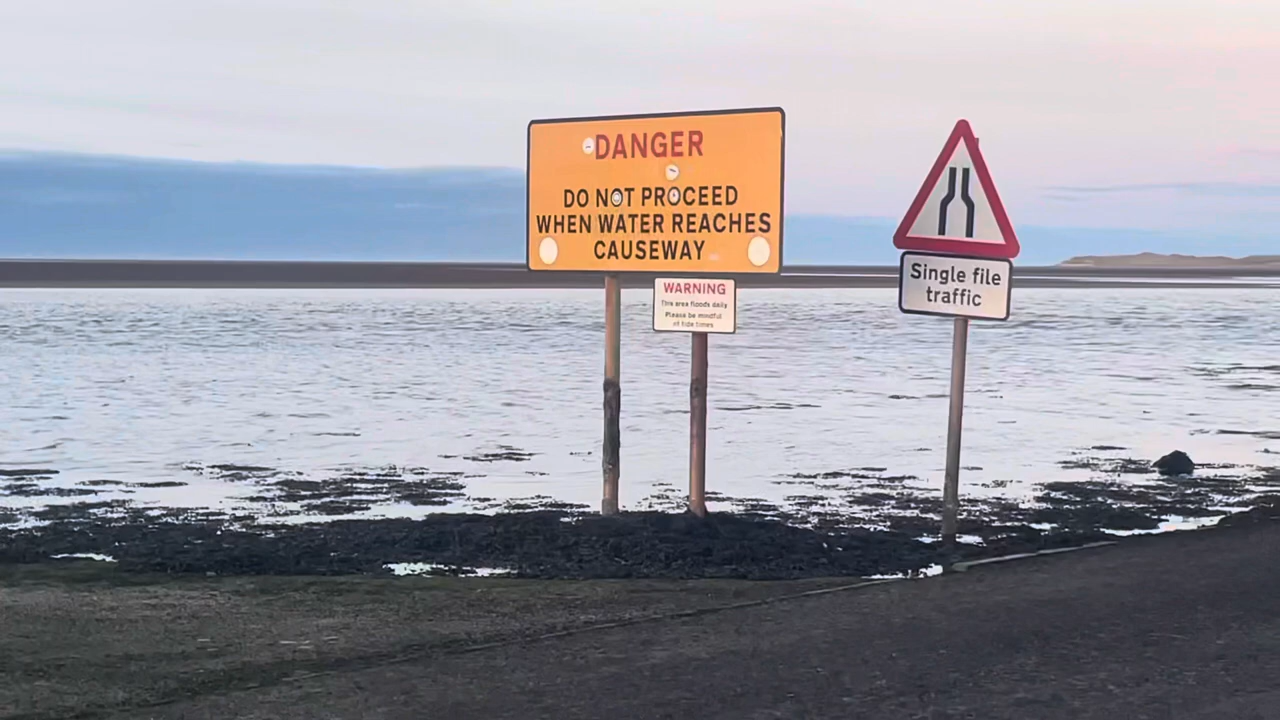 DANGER
DO NOT PROCEED
WHEN WATER REACHES
CAUSEWAY
WARNING
This area floods daily
Please be mindful
of tide times
Single file
traffic